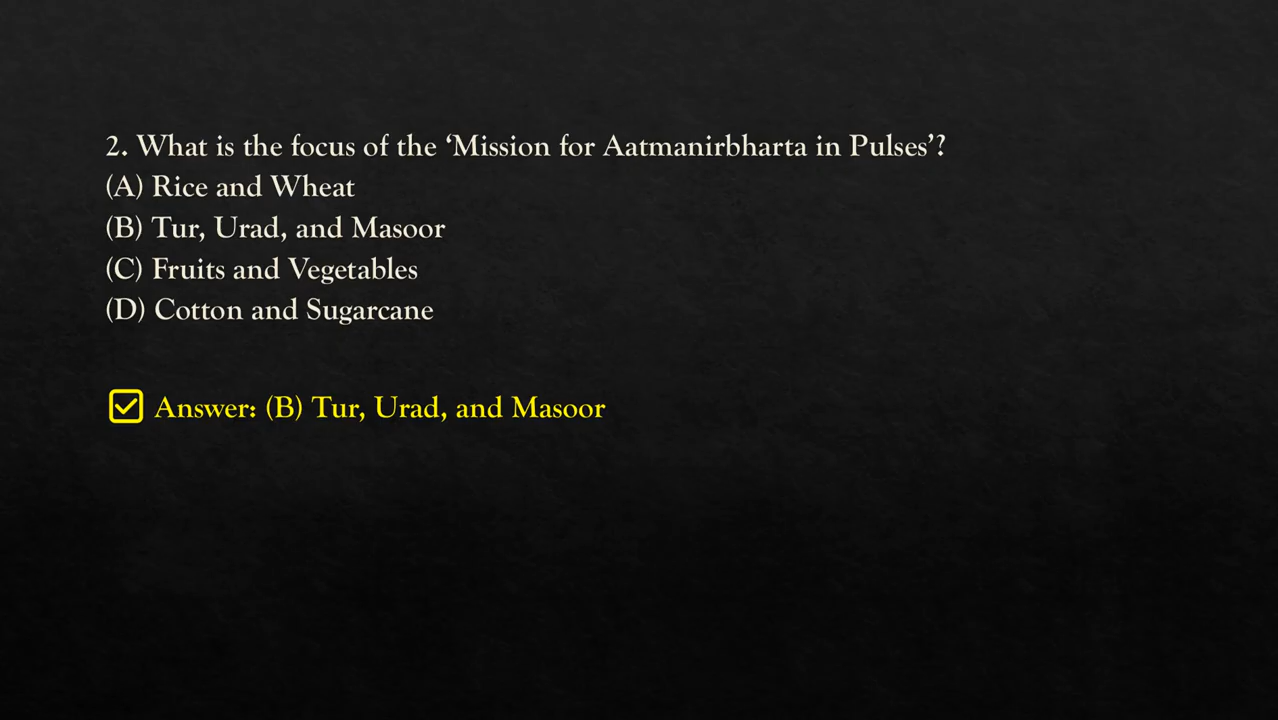 2. What is the focus of the ‘Mission for Aatmanirbharta in Pulses’?
(A) Rice and Wheat
(B) Tur, Urad, and Masoor
(C) Fruits and Vegetables
(D) Cotton and Sugarcane
Answer: (B) Tur, Urad, and Masoor